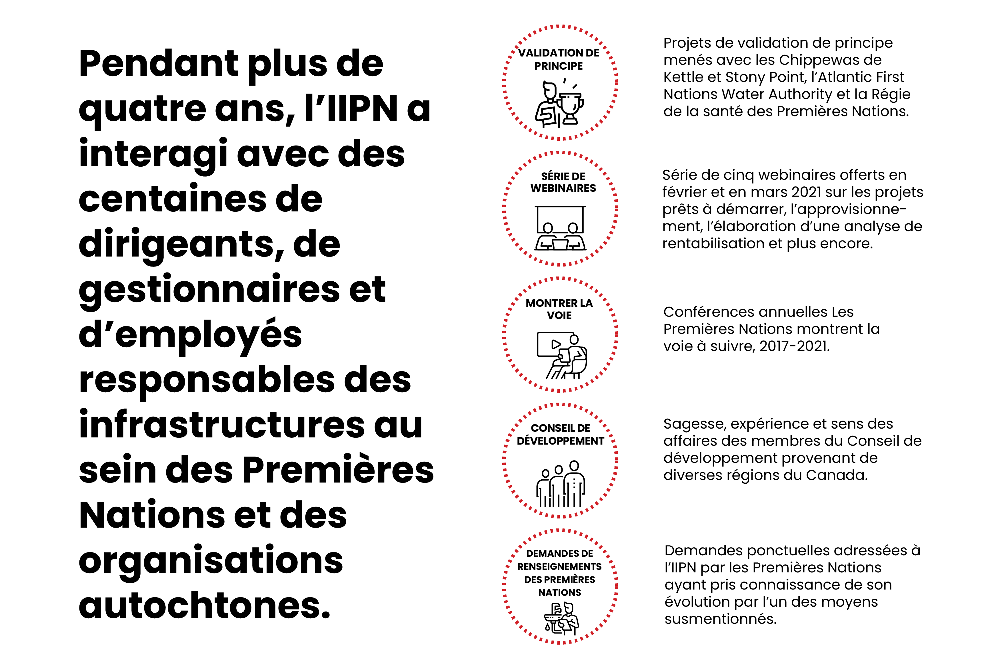 Pendant plus de
quatre ans, l’IIPN a
interagi avec des
centaines de
dirigeants, de
gestionnaires et
d’employés
responsables des
infrastructures au
sein des Premières
Nations et des
organisations
autochtones.
VALIDATION DE
PRINCIPE
Projets de validation de principe
menés avec les Chippewas de
Kettle et Stony Point, l’Atlantic First
Nations Water Authority et la Régie
de la santé des Premières Nations.
SÉRIE DE
WEBINAIRES
Série de cinq webinaires offerts en
février et en mars 2021 sur les projets
prêts à démarrer, l’approvisionne-
ment, l’élaboration d’une analyse de
rentabilisation et plus encore.
MONTRER LA
VOIE
Conférences annuelles Les
Premières Nations montrent la
voie à suivre, 2017-2021.
CONSEIL DE
DÉVELOPPEMENT
Sagesse, expérience et sens des
affaires des membres du Conseil de
développement provenant de
diverses régions du Canada.
DEMANDES DE
RENSEIGNEMENTS
DES PREMIÈRES
NATIONS
Demandes ponctuelles adressées à
l’IIPN par les Premières Nations
ayant pris connaissance de son
évolution par l’un des moyens
susmentionnés.